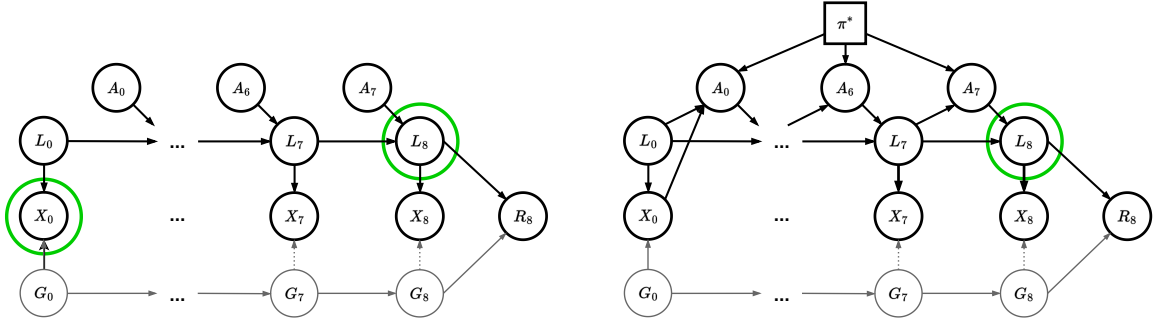 π*
A₀ A₆ A₇ A₀ A₆ A₇
L₀ ... L₇ L₈ L₀ ... L₇ L₈
X₀ ... X₇ X₈ R₈ X₀ ... X₇ X₈ R₈
G₀ ... G₇ G₈ G₀ ... G₇ G₈